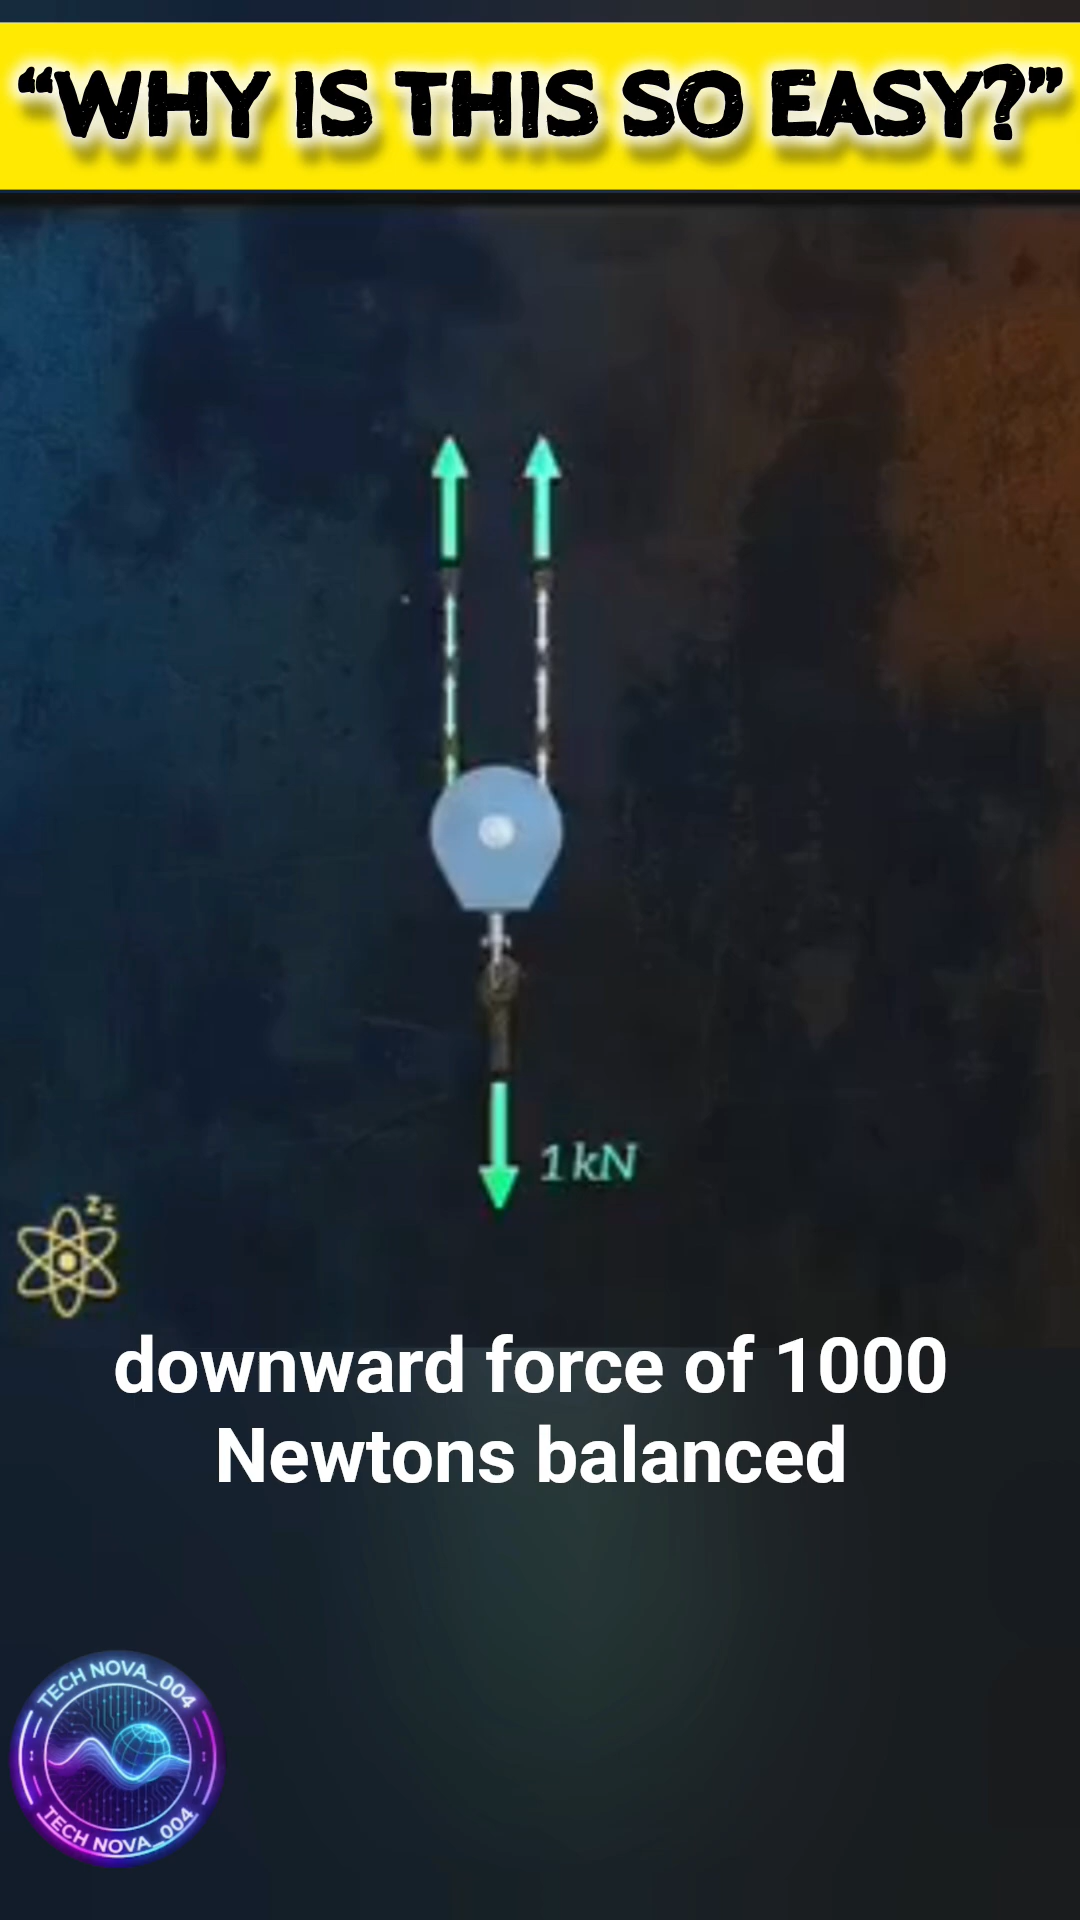 “WHY IS THIS SO EASY?”
1 kN
z
z
downward force of 1000
Newtons balanced
TECH NOVA_004
TECH NOVA_004